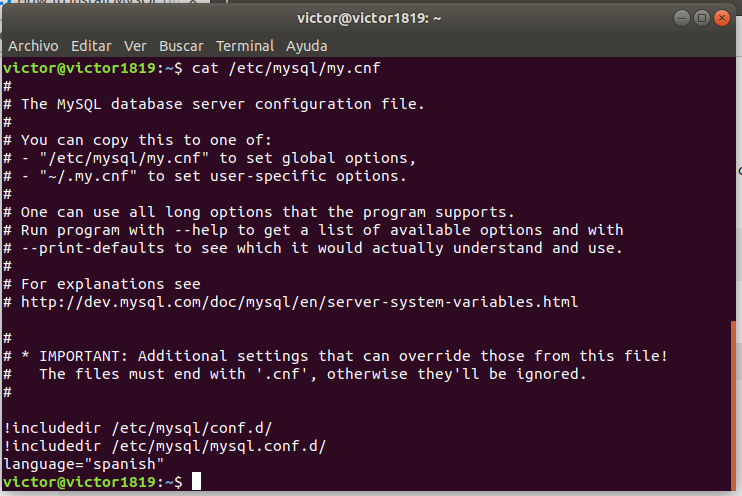 victor@victor1819: ~
Archivo Editar Ver Buscar Terminal Ayuda
victor@victor1819:~$ cat /etc/mysql/my.cnf
#
# The MySQL database server configuration file.
#
# You can copy this to one of:
# - "/etc/mysql/my.cnf" to set global options,
# - "~/.my.cnf" to set user-specific options.
#
# One can use all long options that the program supports.
# Run program with --help to get a list of available options and with
# --print-defaults to see which it would actually understand and use.
#
# For explanations see
# http://dev.mysql.com/doc/mysql/en/server-system-variables.html

#
# * IMPORTANT: Additional settings that can override those from this file!
#   The files must end with '.cnf', otherwise they'll be ignored.
#

!includedir /etc/mysql/conf.d/
!includedir /etc/mysql/mysql.conf.d/
language="spanish"
victor@victor1819:~$